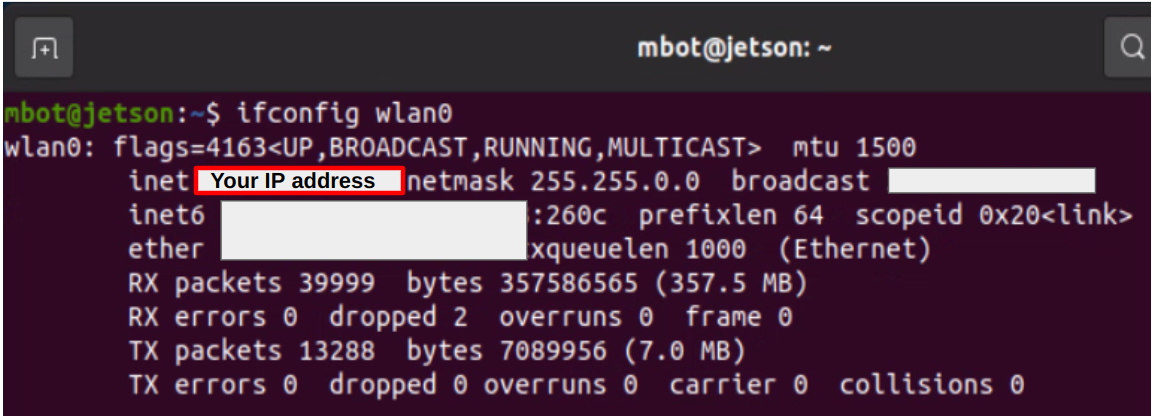 mbot@jetson: ~
mbot@jetson:~$ ifconfig wlan0
wlan0: flags=4163<UP,BROADCAST,RUNNING,MULTICAST>  mtu 1500
inet Your IP address netmask 255.255.0.0  broadcast
inet6 :260c  prefixlen 64  scopeid 0x20<link>
ether xqueuelen 1000  (Ethernet)
RX packets 39999  bytes 357586565 (357.5 MB)
RX errors 0  dropped 2  overruns 0  frame 0
TX packets 13288  bytes 7089956 (7.0 MB)
TX errors 0  dropped 0 overruns 0  carrier 0  collisions 0